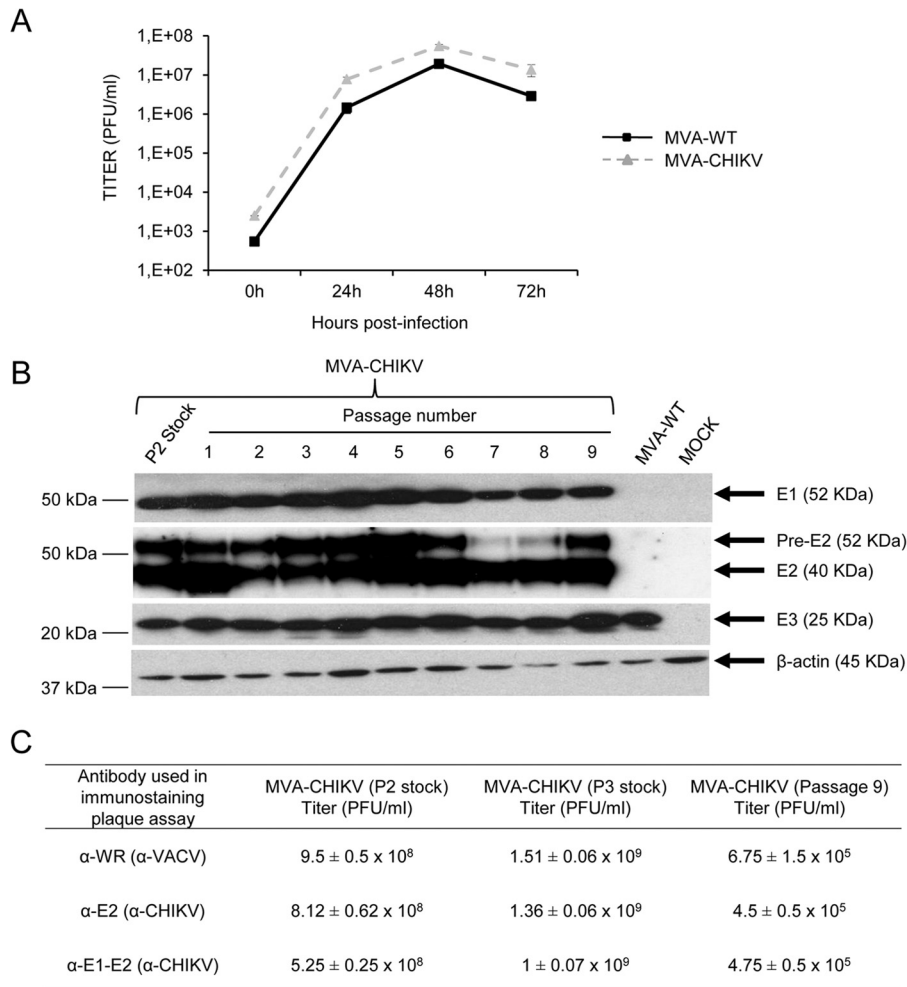 A
1,E+08
1,E+07
1,E+06
1,E+05
1,E+04
1,E+03
1,E+02
TITER (PFU/ml)
0h 24h 48h 72h
Hours post-infection
MVA-WT
MVA-CHIKV
B
MVA-CHIKV
P2 Stock
Passage number
1 2 3 4 5 6 7 8 9
MVA-WT
MOCK
50 kDa
E1 (52 KDa)
Pre-E2 (52 KDa)
50 kDa
E2 (40 KDa)
E3 (25 KDa)
20 kDa
β-actin (45 KDa)
37 kDa
C
Antibody used in immunostaining plaque assay
MVA-CHIKV (P2 stock) Titer (PFU/ml)
MVA-CHIKV (P3 stock) Titer (PFU/ml)
MVA-CHIKV (Passage 9) Titer (PFU/ml)
α-WR (α-VACV) 9.5 ± 0.5 x 10⁸ 1.51 ± 0.06 x 10⁹ 6.75 ± 1.5 x 10⁵
α-E2 (α-CHIKV) 8.12 ± 0.62 x 10⁸ 1.36 ± 0.06 x 10⁹ 4.5 ± 0.5 x 10⁵
α-E1-E2 (α-CHIKV) 5.25 ± 0.25 x 10⁸ 1 ± 0.07 x 10⁹ 4.75 ± 0.5 x 10⁵